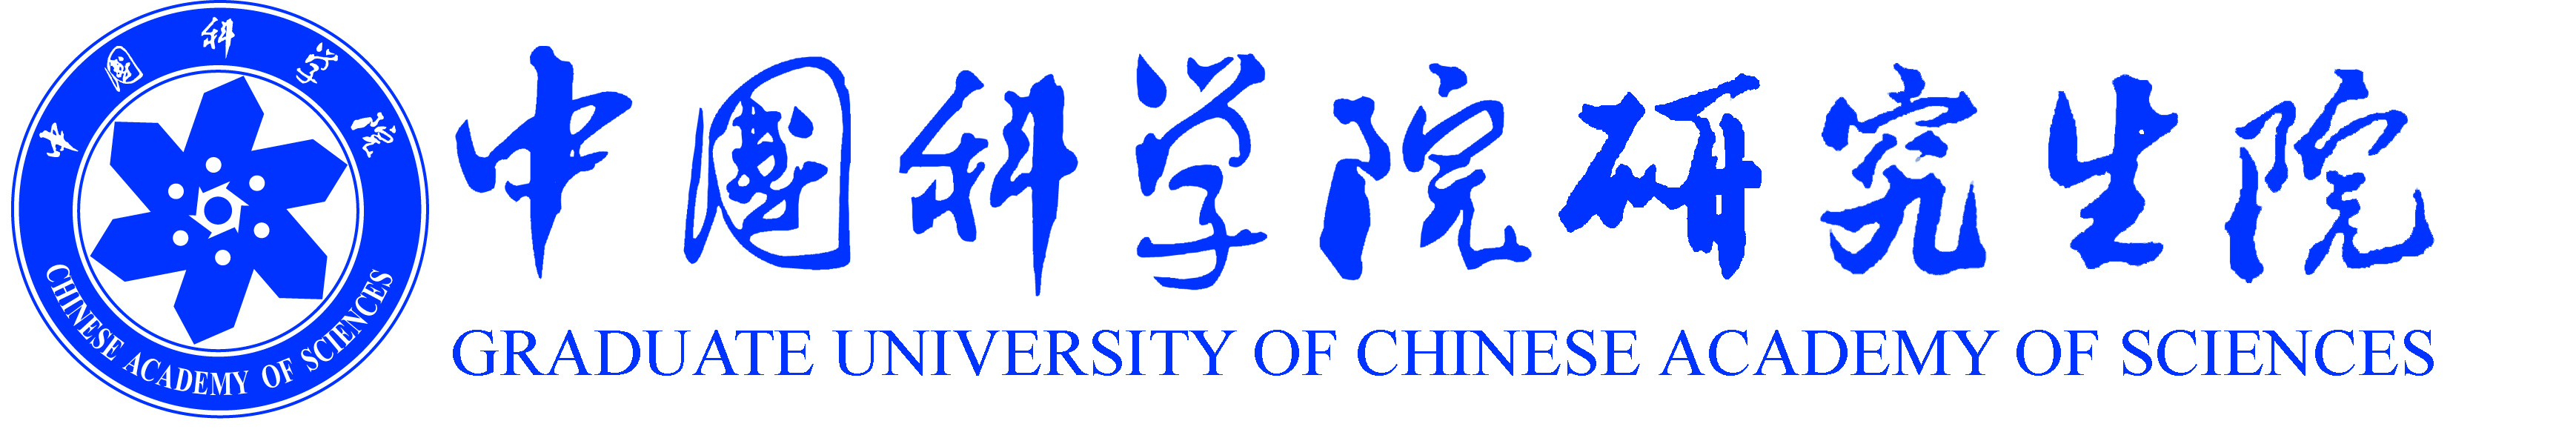 中國科学院
CHINESE ACADEMY OF SCIENCES
中國科学院研究生院
GRADUATE UNIVERSITY OF CHINESE ACADEMY OF SCIENCES